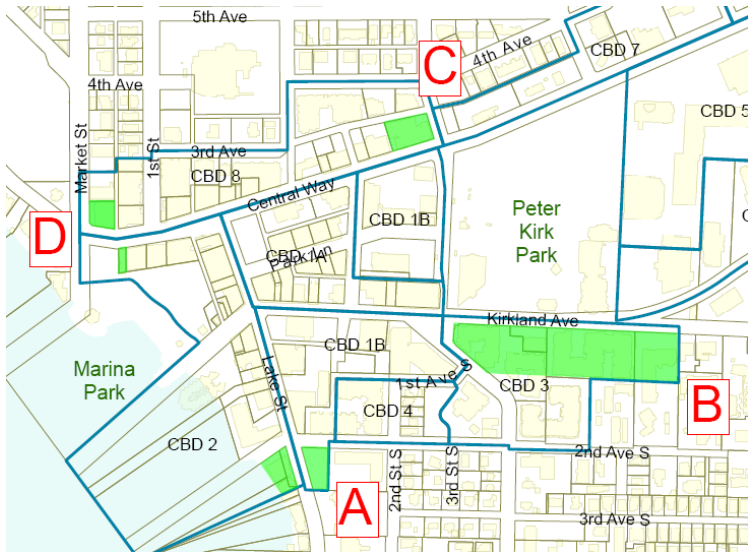 5th Ave
4th Ave
CBD 7
C
4th Ave
CBD 5
Market St
1st St
3rd Ave
CBD 8
Central Way
D
CBD 1B
Peter
Kirk
Park
CBD 1A
Park Ln
Kirkland Ave
Marina
Park
Lake St
CBD 1B
1st Ave S
CBD 3
B
CBD 4
CBD 2
A
2nd St S
3rd St S
2nd Ave S
3rd Ave S